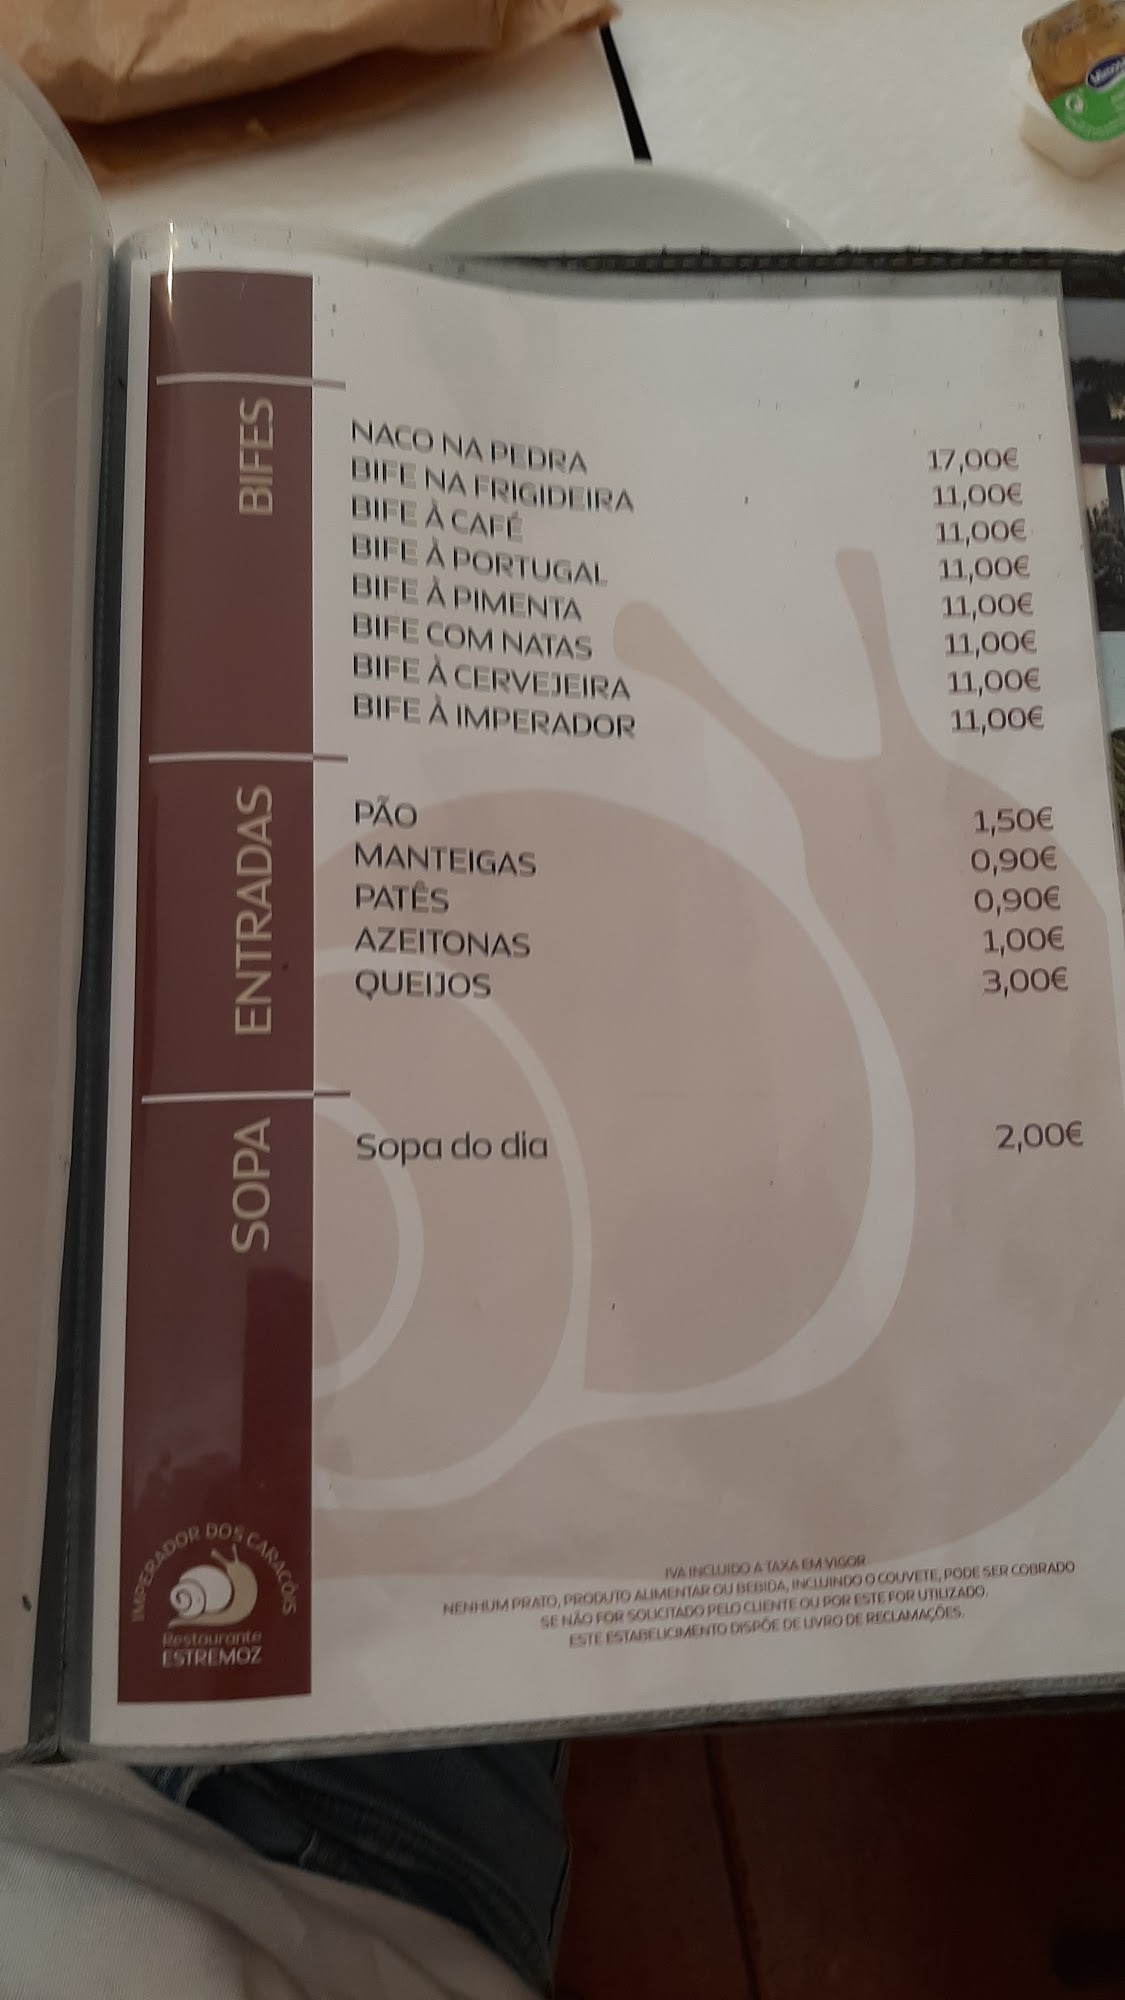 BIFES
NACO NA PEDRA 17,00€
BIFE NA FRIGIDEIRA 11,00€
BIFE À CAFÉ 11,00€
BIFE À PORTUGAL 11,00€
BIFE À PIMENTA 11,00€
BIFE COM NATAS 11,00€
BIFE À CERVEJEIRA 11,00€
BIFE À IMPERADOR 11,00€
ENTRADAS
PÃO 1,50€
MANTEIGAS 0,90€
PATÊS 0,90€
AZEITONAS 1,00€
QUEIJOS 3,00€
SOPA
Sopa do dia 2,00€
IVA INCLUIDO A TAXA EM VIGOR
NENHUM PRATO, PRODUTO ALIMENTAR OU BEBIDA, INCLUINDO O COUVETE, PODE SER COBRADO
SE NÃO FOR SOLICITADO PELO CLIENTE OU POR ESTE FOR UTILIZADO.
ESTE ESTABELICIMENTO DISPÕE DE LIVRO DE RECLAMAÇÕES.
IMPERADOR DOS CARACÓIS
Restaurante
ESTREMOZ